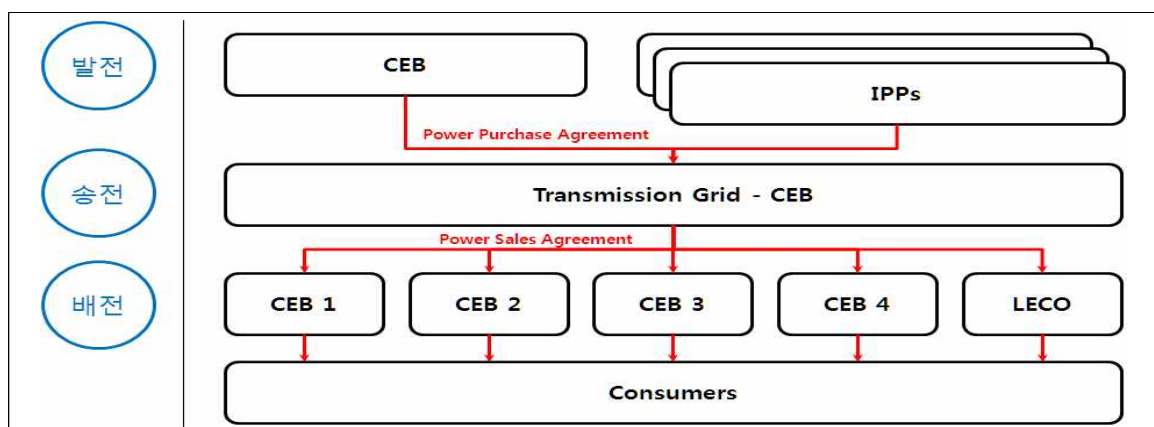 발전
CEB
IPPs
Power Purchase Agreement
송전
Transmission Grid - CEB
Power Sales Agreement
배전
CEB 1
CEB 2
CEB 3
CEB 4
LECO
Consumers